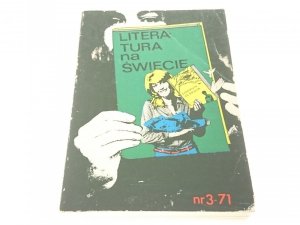 LITERA-
TURA
na
ŚWIECIE
nr 3·71